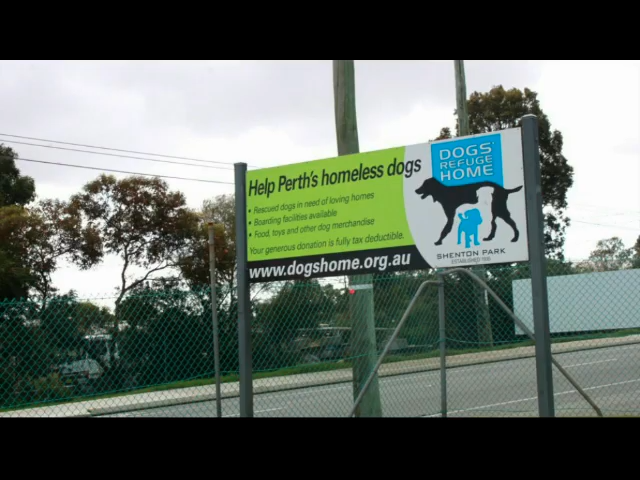 Help Perth's homeless dogs
• Rescued dogs in need of loving homes
• Boarding facilities available
• Food, toys and other dog merchandise
Your generous donation is fully tax deductible.
www.dogshome.org.au
DOGS'
REFUGE
HOME
SHENTON PARK